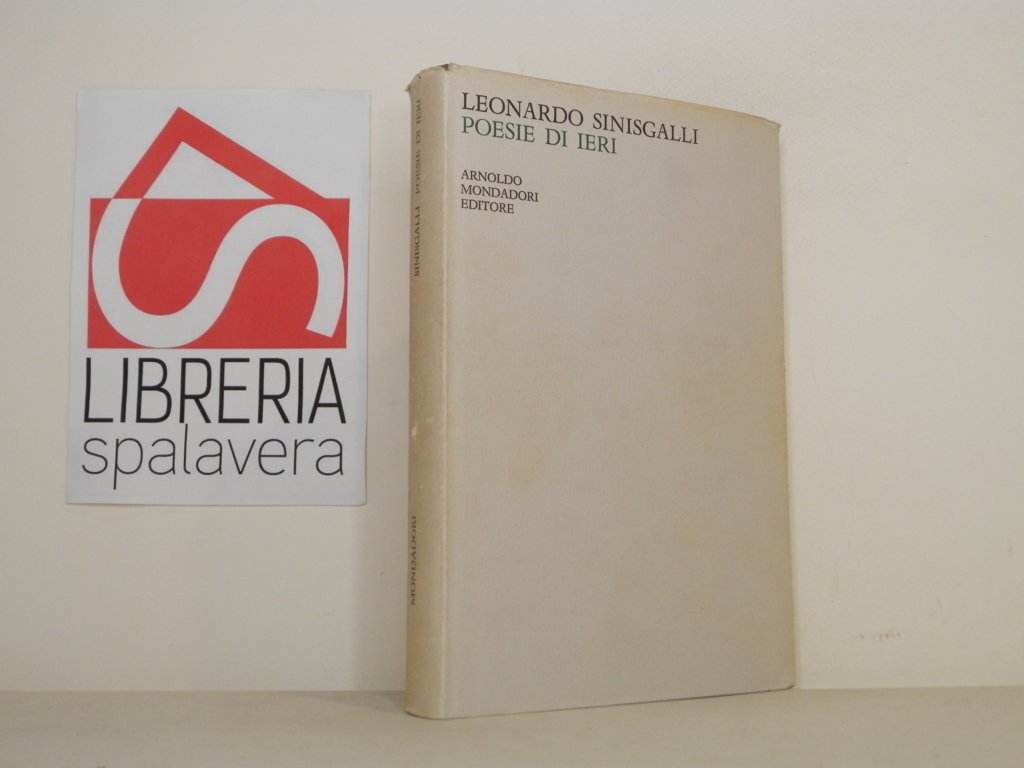 LIBRERIA
spalavera
SINISGALLI POESIE DI IERI
MONDADORI
LEONARDO SINISGALLI
POESIE DI IERI
ARNOLDO
MONDADORI
EDITORE